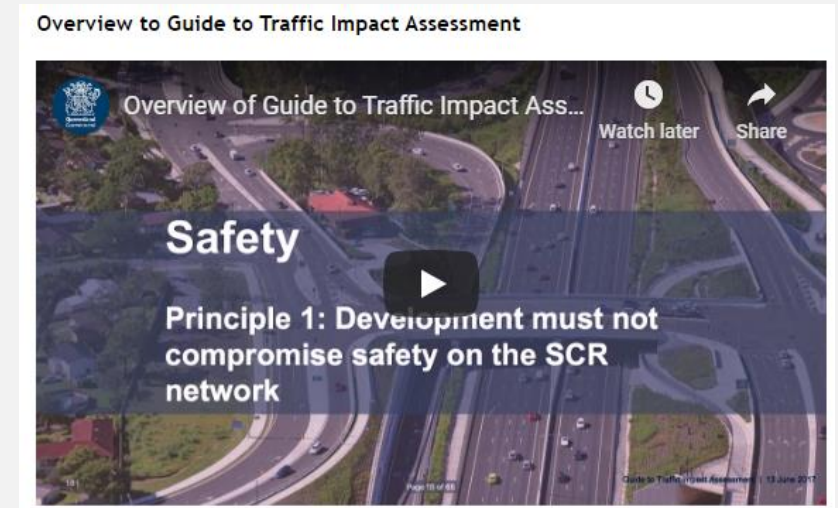 Overview to Guide to Traffic Impact Assessment
Overview of Guide to Traffic Impact Ass...
Watch later
Share
Safety
Principle 1: Development must not
compromise safety on the SCR
network
Page 18 of 68
Guide to Traffic Impact Assessment | 13 June 2017